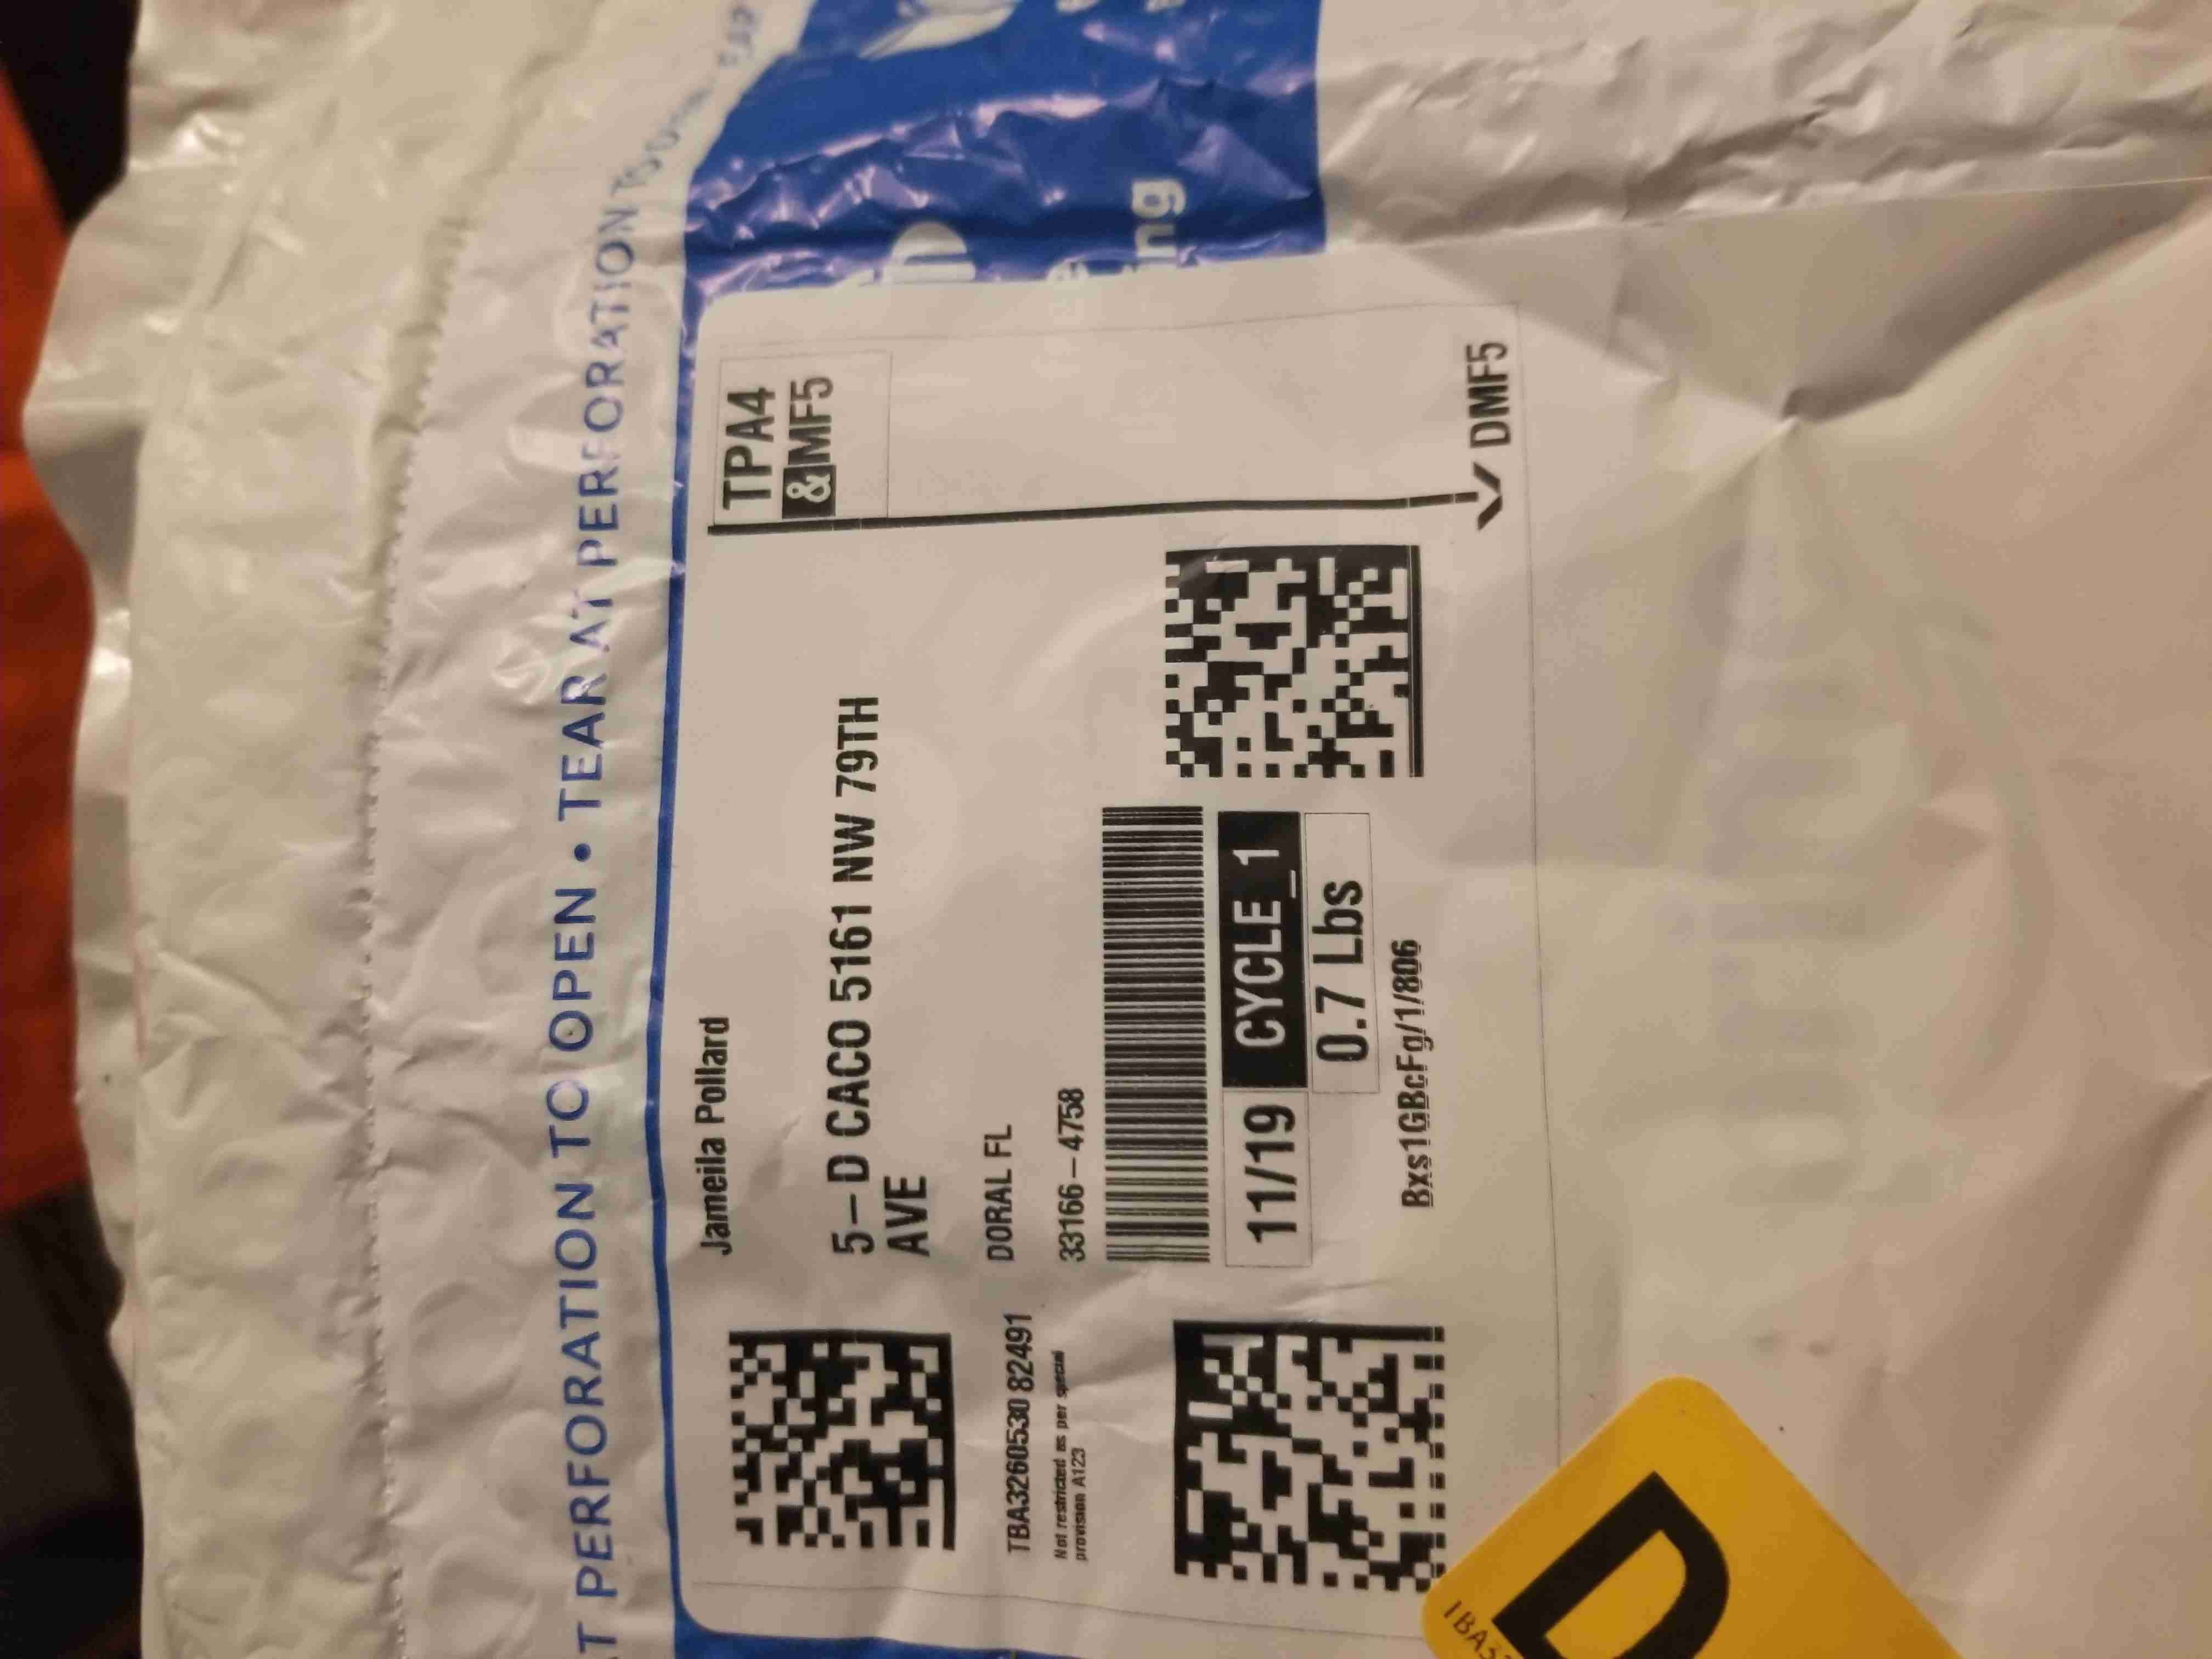 T PERFORATION TO OPEN • TEAR AT PERFORATION TO
Jameila Pollard
TPA4
&MF5
5-D CACO 5161 NW 79TH
AVE
DORAL FL
33166-4758
TBA3260530 82491
Not restricted as per special
provision A123
11/19 CYCLE_1
0.7 Lbs
Bxs1GBcFg/1/806
DMF5
D